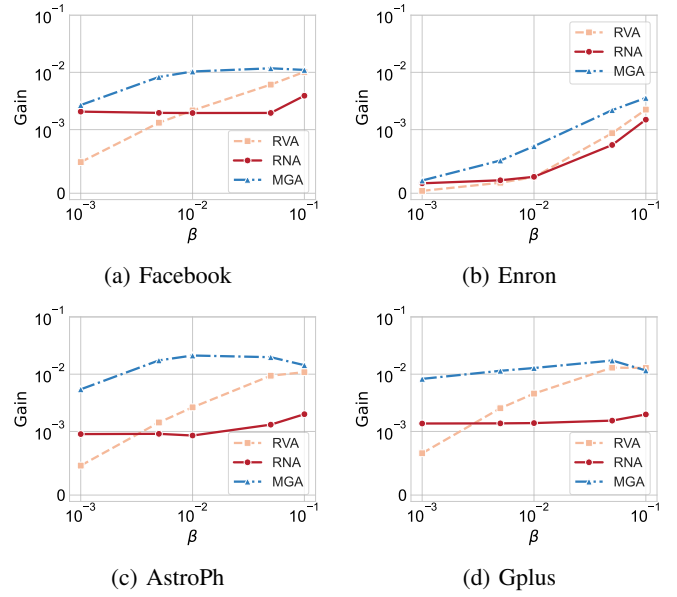 10⁻¹
10⁻²
10⁻³
0
Gain
RVA
RNA
MGA
10⁻³ 10⁻² 10⁻¹
β
(a) Facebook
10⁻¹
10⁻²
10⁻³
0
Gain
RVA
RNA
MGA
10⁻³ 10⁻² 10⁻¹
β
(b) Enron
10⁻¹
10⁻²
10⁻³
0
Gain
RVA
RNA
MGA
10⁻³ 10⁻² 10⁻¹
β
(c) AstroPh
10⁻¹
10⁻²
10⁻³
0
Gain
RVA
RNA
MGA
10⁻³ 10⁻² 10⁻¹
β
(d) Gplus